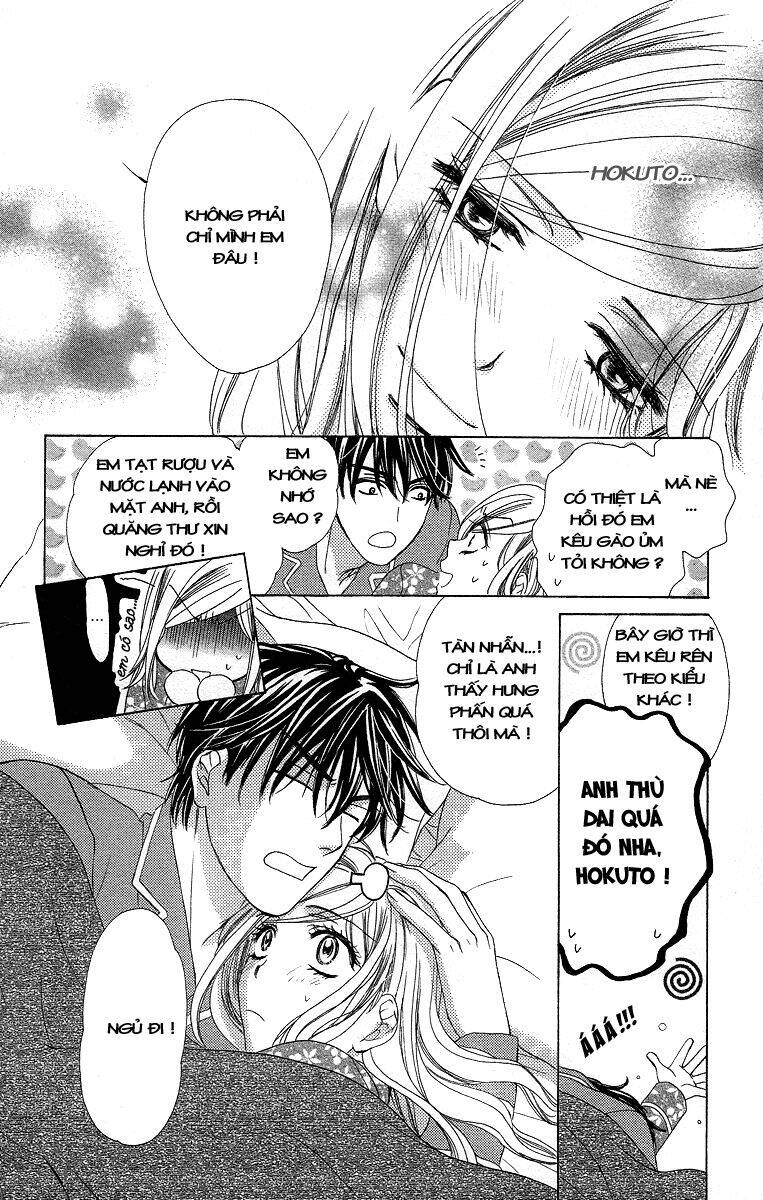 HOKUTO...
KHÔNG PHẢI
CHỈ MÌNH EM
ĐÂU !
MÀ NÈ
...
CÓ THIỆT LÀ
HỒI ĐÓ EM
KÊU GÀO ỦM
TỎI KHÔNG ?
EM
KHÔNG
NHỚ
SAO ?
EM TẠT RƯỢU VÀ
NƯỚC LẠNH VÀO
MẶT ANH, RỒI
QUĂNG THƯ XIN
NGHỈ ĐÓ !
em có sao...
...
BÂY GIỜ THÌ
EM KÊU RÊN
THEO KIỂU
KHÁC !
ANH THÙ
DAI QUÁ
ĐÓ NHA,
HOKUTO !
ÁÁÁ!!!
TÀN NHẪN...!
CHỈ LÀ ANH
THẤY HƯNG
PHẤN QUÁ
THÔI MÀ !
NGỦ ĐI !